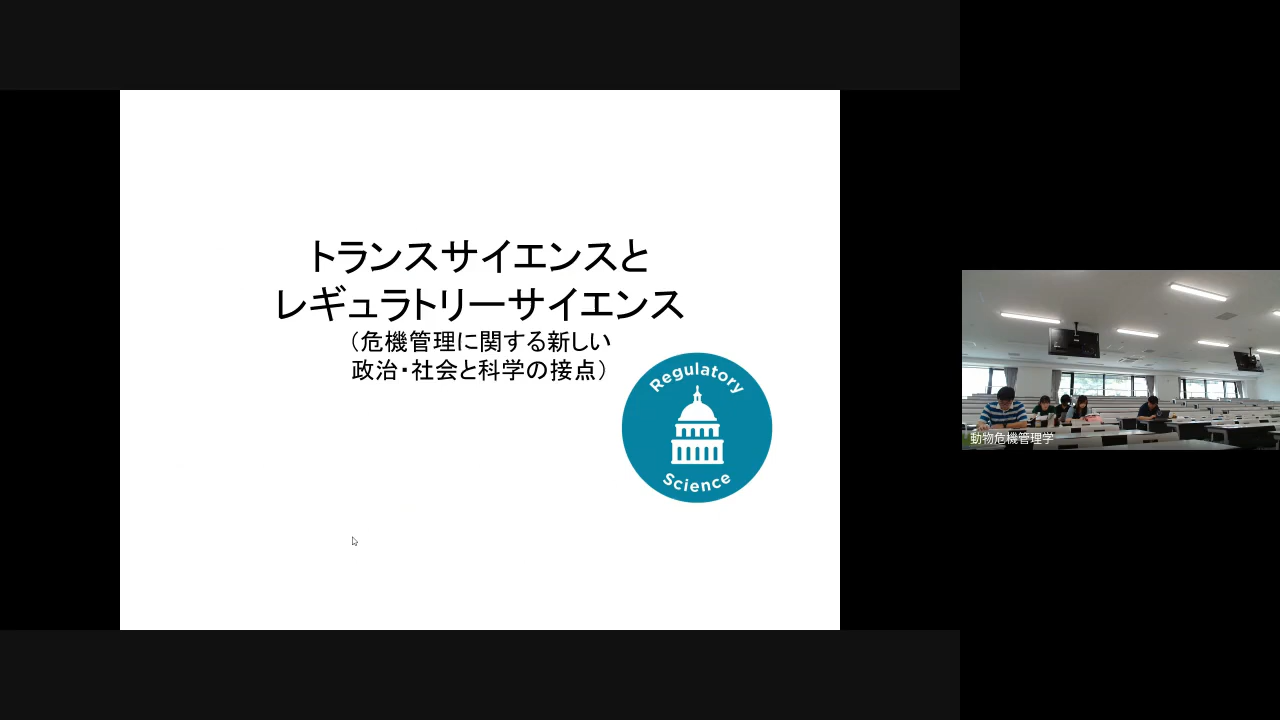 トランスサイエンスと
レギュラトリーサイエンス
（危機管理に関する新しい
政治・社会と科学の接点）
Regulatory
Science
動物危機管理学